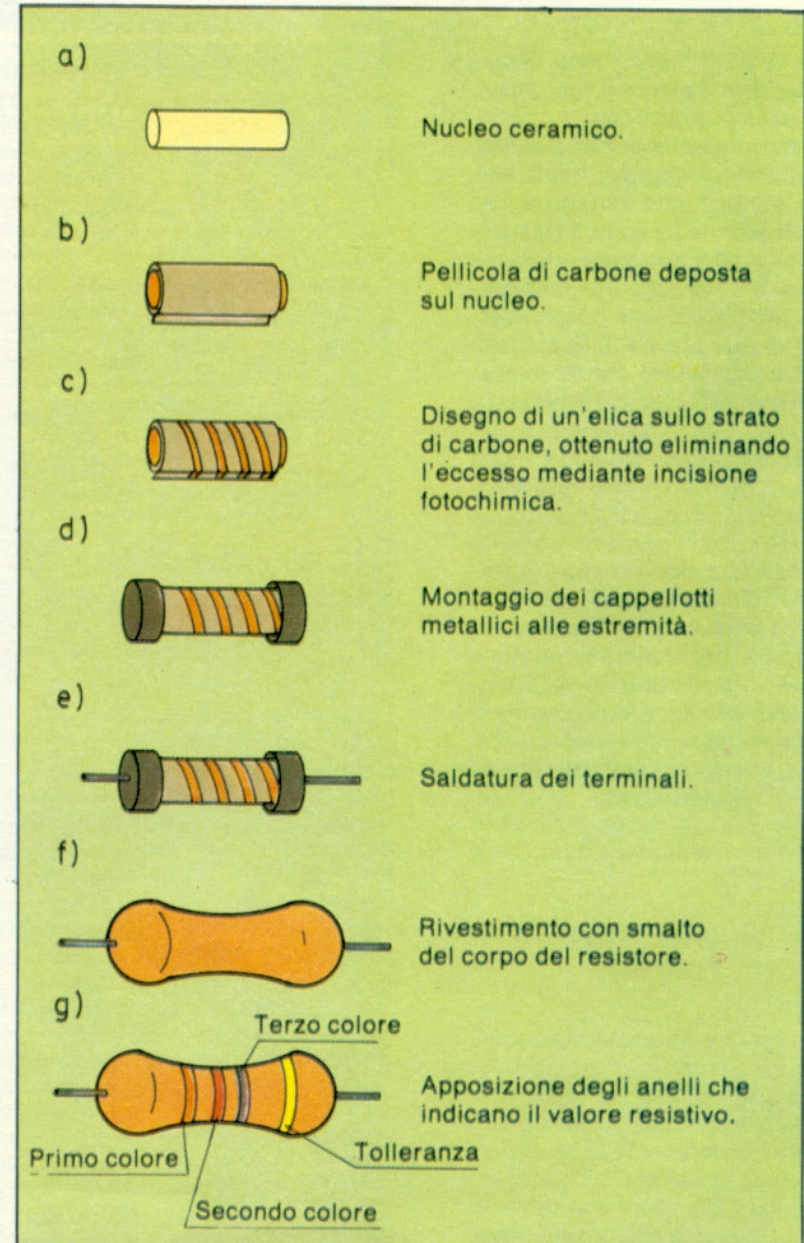 a)
Nucleo ceramico.
b)
Pellicola di carbone deposta
sul nucleo.
c)
Disegno di un'elica sullo strato
di carbone, ottenuto eliminando
l'eccesso mediante incisione
fotochimica.
d)
Montaggio dei cappellotti
metallici alle estremità.
e)
Saldatura dei terminali.
f)
Rivestimento con smalto
del corpo del resistore.
g)
Terzo colore
Apposizione degli anelli che
indicano il valore resistivo.
Primo colore
Tolleranza
Secondo colore